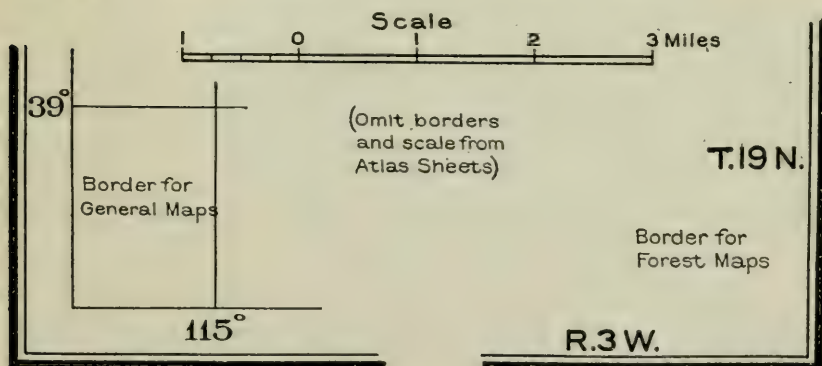 Scale
1 0 1 2 3 Miles
39°
(Omit borders
and scale from
Atlas Sheets)
T.19 N.
Border for
General Maps
Border for
Forest Maps
115°
R.3 W.